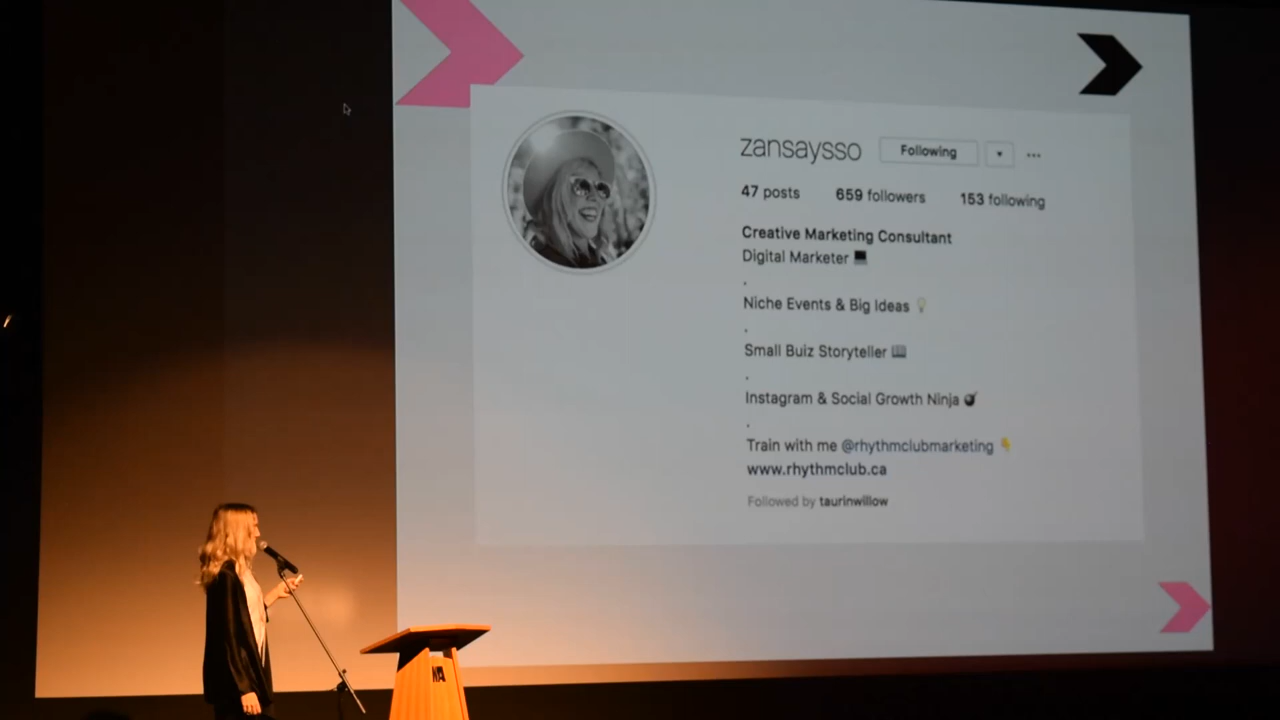 zansaysso Following
47 posts 659 followers 153 following
Creative Marketing Consultant
Digital Marketer 💻
.
Niche Events & Big Ideas 💡
.
Small Buiz Storyteller 📖
.
Instagram & Social Growth Ninja 💣
.
Train with me @rhythmclubmarketing 👇
www.rhythmclub.ca
Followed by taurinwillow